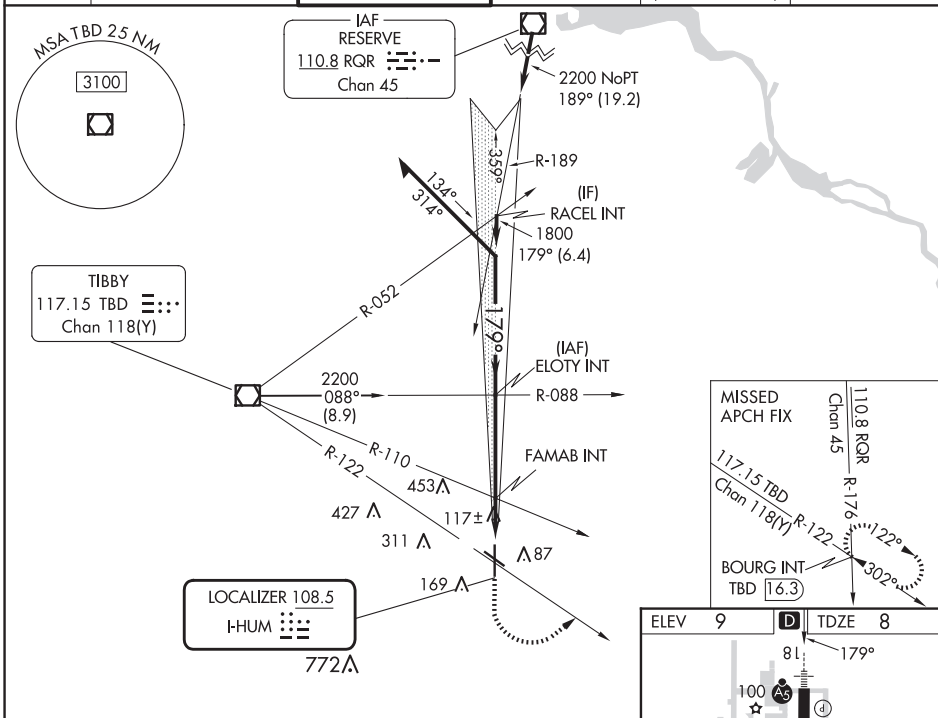 MSA TBD 25 NM
3100
IAF
RESERVE
110.8 RQR
Chan 45
2200 NoPT
189° (19.2)
359°
R-189
134°
314°
(IF)
RACEL INT
1800
179° (6.4)
TIBBY
117.15 TBD
Chan 118(Y)
R-052
179°
(IAF)
ELOTY INT
2200
088°
(8.9)
R-088
R-110
R-122
FAMAB INT
453
427
117±
311
87
169
LOCALIZER 108.5
I-HUM
772
MISSED
APCH FIX
110.8 RQR
Chan 45
R-176
117.15 TBD
Chan 118(Y)
R-122
122°
302°
BOURG INT
TBD 16.3
ELEV 9
D
TDZE 8
18
179°
100
A5
P